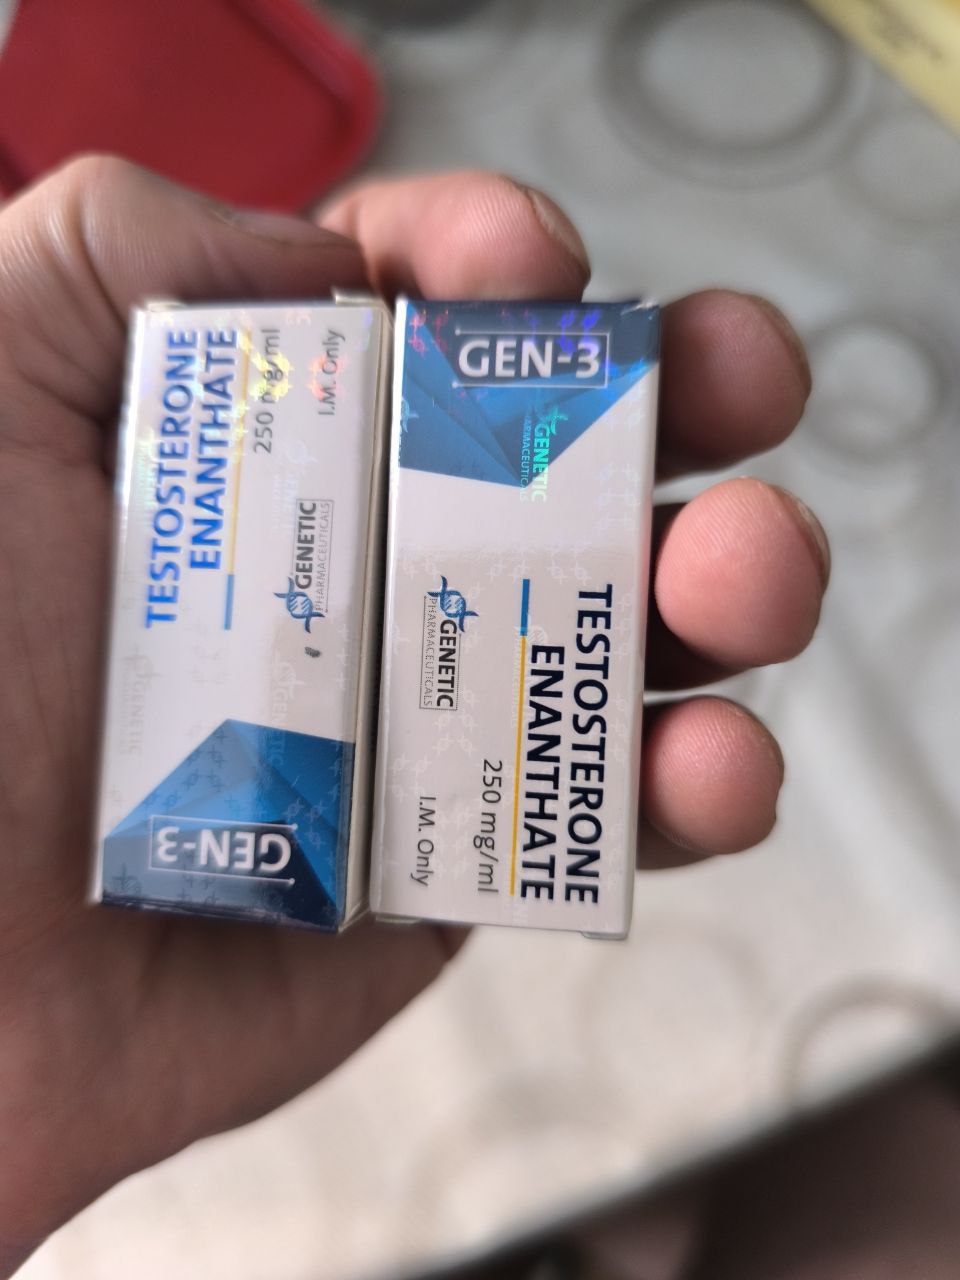 TESTOSTERONE
ENANTHATE
250 mg/ml
I.M. Only
GENETIC
PHARMACEUTICALS
GEN-3
GEN-3
GENETIC
PHARMACEUTICALS
TESTOSTERONE
ENANTHATE
250 mg/ml
I.M. Only
GENETIC
PHARMACEUTICALS